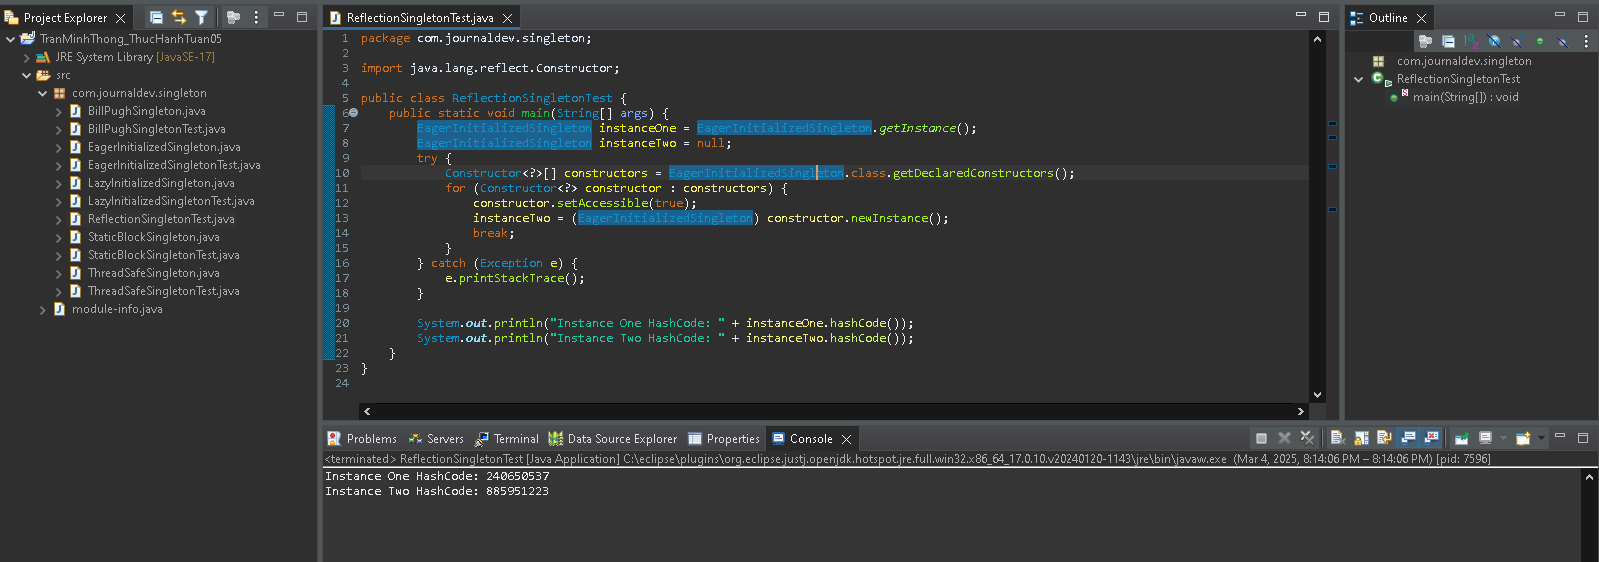 Project Explorer
TranMinhThong_ThucHanhTuan05
JRE System Library [JavaSE-17]
src
com.journaldev.singleton
BillPughSingleton.java
BillPughSingletonTest.java
EagerInitializedSingleton.java
EagerInitializedSingletonTest.java
LazyInitializedSingleton.java
LazyInitializedSingletonTest.java
ReflectionSingletonTest.java
StaticBlockSingleton.java
StaticBlockSingletonTest.java
ThreadSafeSingleton.java
ThreadSafeSingletonTest.java
module-info.java
ReflectionSingletonTest.java
1 package com.journaldev.singleton;
2
3 import java.lang.reflect.Constructor;
4
5 public class ReflectionSingletonTest {
6 public static void main(String[] args) {
7 EagerInitializedSingleton instanceOne = EagerInitializedSingleton.getInstance();
8 EagerInitializedSingleton instanceTwo = null;
9 try {
10 Constructor<?>[] constructors = EagerInitializedSingleton.class.getDeclaredConstructors();
11 for (Constructor<?> constructor : constructors) {
12 constructor.setAccessible(true);
13 instanceTwo = (EagerInitializedSingleton) constructor.newInstance();
14 break;
15 }
16 } catch (Exception e) {
17 e.printStackTrace();
18 }
19
20 System.out.println("Instance One HashCode: " + instanceOne.hashCode());
21 System.out.println("Instance Two HashCode: " + instanceTwo.hashCode());
22 }
23 }
24
Outline
com.journaldev.singleton
ReflectionSingletonTest
main(String[]) : void
Problems Servers Terminal Data Source Explorer Properties Console
<terminated> ReflectionSingletonTest [Java Application] C:\eclipse\plugins\org.eclipse.justj.openjdk.hotspot.jre.full.win32.x86_64_17.0.10.v20240120-1143\jre\bin\javaw.exe (Mar 4, 2025, 8:14:06 PM – 8:14:06 PM) [pid: 7596]
Instance One HashCode: 240650537
Instance Two HashCode: 885951223